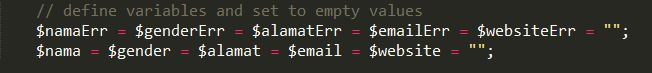 // define variables and set to empty values
$namaErr = $genderErr = $alamatErr = $emailErr = $websiteErr = "";
$nama = $gender = $alamat = $email = $website = "";